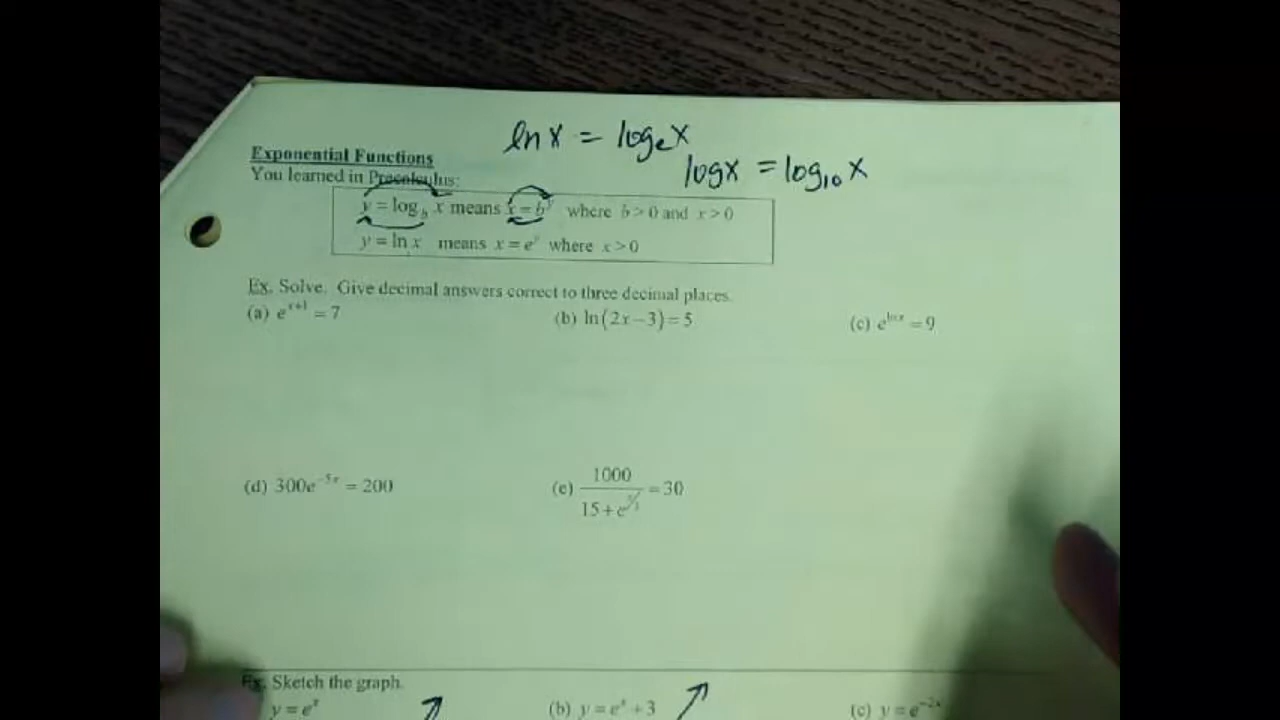 ln x = log_e x
Exponential Functions
log x = log_10 x
You learned in Precalculus:
y = log_b x means x = b^y where b > 0 and x > 0
y = ln x means x = e^y where x > 0
Ex. Solve. Give decimal answers correct to three decimal places.
(a) e^{x+1} = 7 (b) ln(2x − 3) = 5 (c) e^{ln x} = 9
(d) 300e^{-5x} = 200 (e) 1000 / (15 + e^{/3}) = 30
Ex. Sketch the graph.
y = e^x (b) y = e^x + 3 (c) y = e^{-2x}